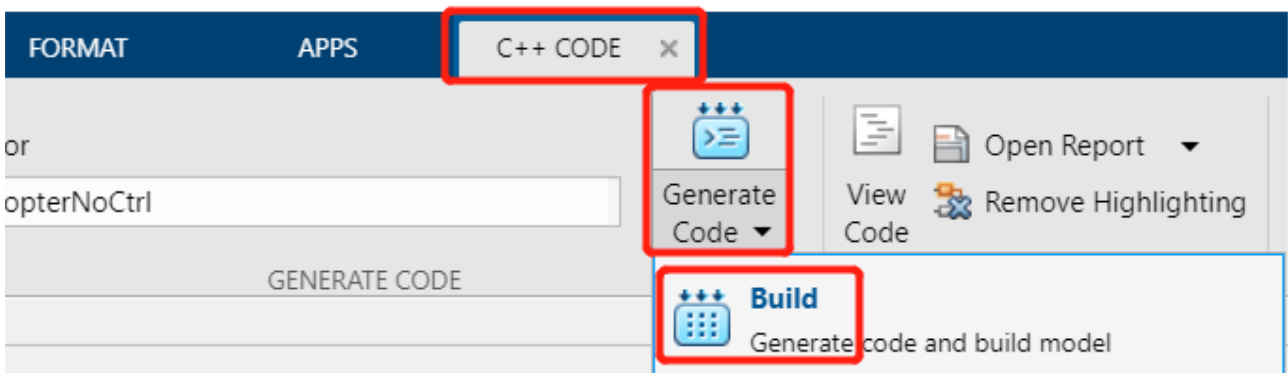 FORMAT APPS C++ CODE
or
opterNoCtrl
Generate
Code
View
Code
Open Report
Remove Highlighting
GENERATE CODE
Build
Generate code and build model